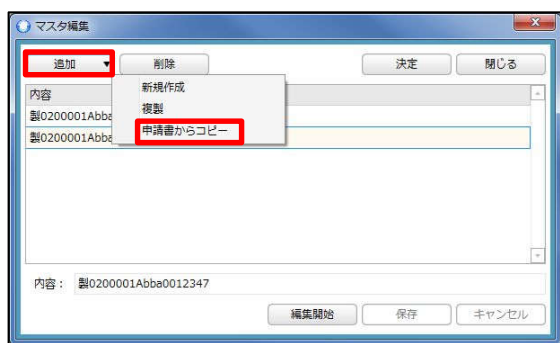 マスタ編集
追加 ▼ 削除 決定 閉じる
内容
新規作成
製0200001Abba
複製
製0200001Abba
申請書からコピー
内容： 製0200001Abba0012347
編集開始 保存 キャンセル